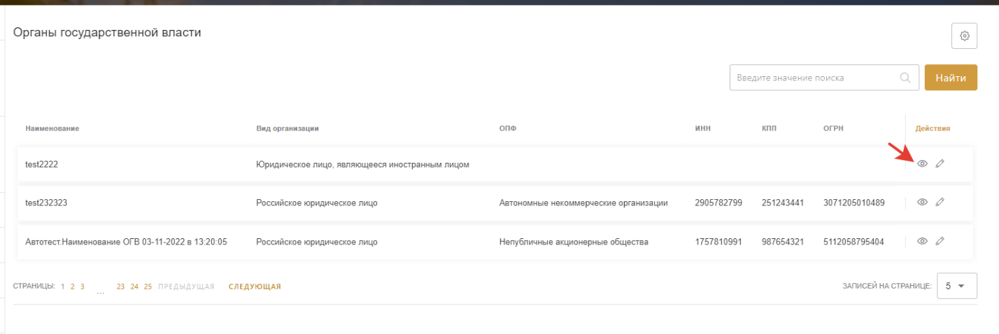 Органы государственной власти
Введите значение поиска
Найти
Наименование Вид организации ОПФ ИНН КПП ОГРН Действия
test2222 Юридическое лицо, являющееся иностранным лицом
test232323 Российское юридическое лицо Автономные некоммерческие организации 2905782799 251243441 3071205010489
Автотест.Наименование ОГВ 03-11-2022 в 13:20:05 Российское юридическое лицо Непубличные акционерные общества 1757810991 987654321 5112058795404
СТРАНИЦЫ: 1 2 3 ... 23 24 25 ПРЕДЫДУЩАЯ СЛЕДУЮЩАЯ ЗАПИСЕЙ НА СТРАНИЦЕ: 5